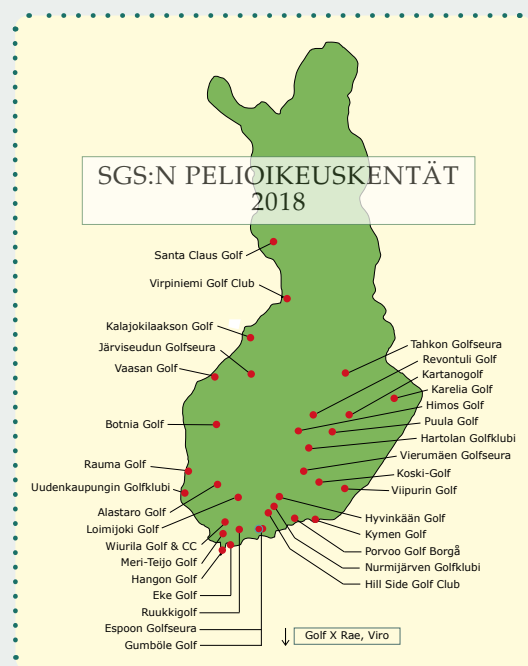 SGS:N PELIOIKEUSKENTÄT
2018
Santa Claus Golf
Virpiniemi Golf Club
Kalajokilaakson Golf
Järviseudun Golfseura
Vaasan Golf
Botnia Golf
Rauma Golf
Uudenkaupungin Golfklubi
Alastaro Golf
Loimijoki Golf
Wiurila Golf & CC
Meri-Teijo Golf
Hangon Golf
Eke Golf
Ruukkigolf
Espoon Golfseura
Gumböle Golf
Tahkon Golfseura
Revontuli Golf
Kartanogolf
Karelia Golf
Himos Golf
Puula Golf
Hartolan Golfklubi
Vierumäen Golfseura
Koski-Golf
Viipurin Golf
Hyvinkään Golf
Kymen Golf
Porvoo Golf Borgå
Nurmijärven Golfklubi
Hill Side Golf Club
Golf X Rae, Viro